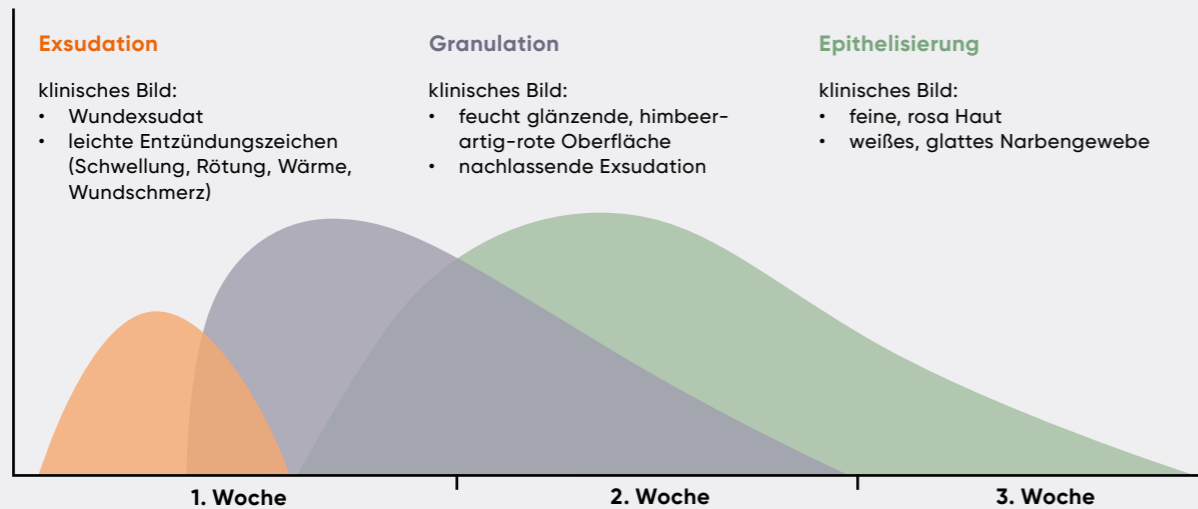 Exsudation
klinisches Bild:
• Wundexsudat
• leichte Entzündungszeichen
(Schwellung, Rötung, Wärme,
Wundschmerz)
Granulation
klinisches Bild:
• feucht glänzende, himbeer-
artig-rote Oberfläche
• nachlassende Exsudation
Epithelisierung
klinisches Bild:
• feine, rosa Haut
• weißes, glattes Narbengewebe
1. Woche
2. Woche
3. Woche